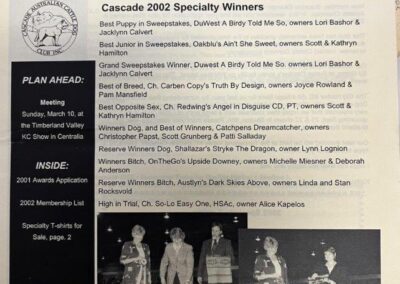 CASCADE AUSTRALIAN CATTLE DOG
CLUB INC.
PLAN AHEAD:
Meeting
Sunday, March 10, at
the Timberland Valley
KC Show in Centralia
INSIDE:
2001 Awards Application
2002 Membership List
Specialty T-shirts for
Sale, page 2
Cascade 2002 Specialty Winners
Best Puppy in Sweepstakes, DuWest A Birdy Told Me So, owners Lori Bashor &
Jacklynn Calvert
Best Junior in Sweepstakes, Oakblu's Ain't She Sweet, owners Scott & Kathryn
Hamilton
Grand Sweepstakes Winner, Duwest A Birdy Told Me So. owners Lori Bashor &
Jacklynn Calvert
Best of Breed, Ch. Carben Copy's Truth By Design, owners Joyce Rowland &
Pam Mansfield
Best Opposite Sex, Ch. Redwing's Angel in Disguise CD, PT, owners Scott &
Kathryn Hamilton
Winners Dog, and Best of Winners, Catchpens Dreamcatcher, owners
Christopher Papst, Scott Grunberg & Patti Salladay
Reserve Winners Dog, Shallazar's Stryke The Dragon, owner Lynn Lognion
Winners Bitch, OnTheGo's Upside Downey, owners Michelle Miesner & Deborah
Anderson
Reserve Winners Bitch, Austlyn's Dark Skies Above, owners Linda and Stan
Rocksvold
High in Trial, Ch. So-Lo Easy One, HSAc, owner Alice Kapelos